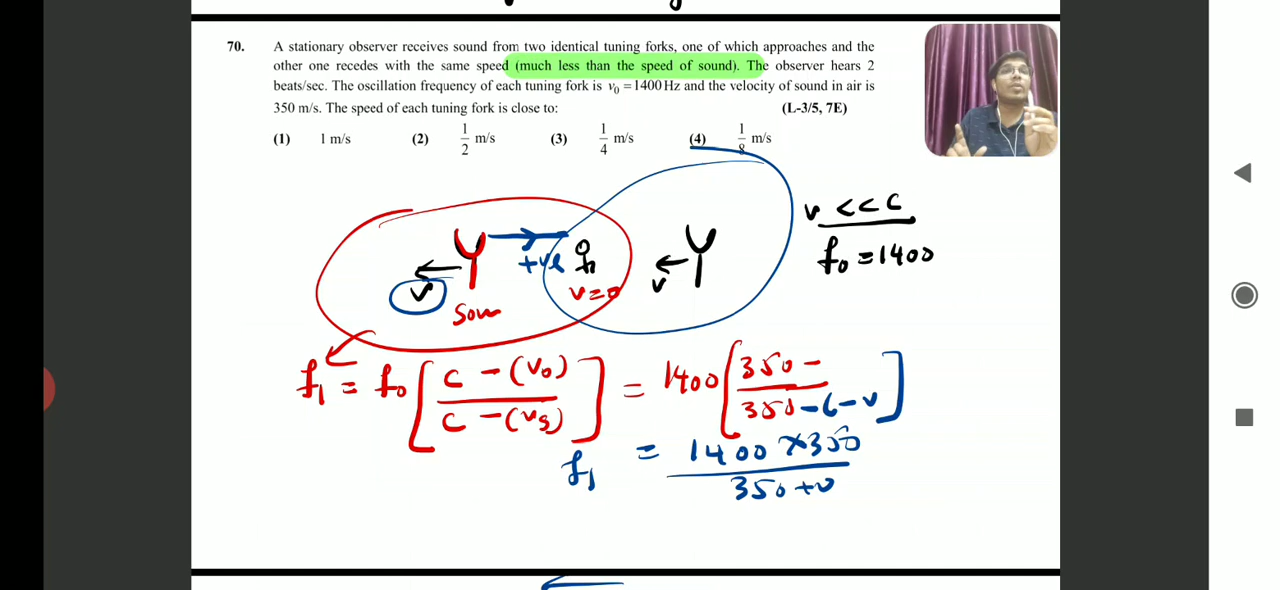 70. A stationary observer receives sound from two identical tuning forks, one of which approaches and the
other one recedes with the same speed (much less than the speed of sound). The observer hears 2
beats/sec. The oscillation frequency of each tuning fork is ν₀ = 1400 Hz and the velocity of sound in air is
350 m/s. The speed of each tuning fork is close to: (L-3/5, 7E)
(1) 1 m/s (2) 1/2 m/s (3) 1/4 m/s (4) 1/8 m/s
v << C
f₀ = 1400
+ve
v
v
v=0
Sour
f₁ = f₀ [ C - (v₀) / C - (vs) ] = 1400 [ 350 - / 350 - (-v ]
f₁ = 1400 × 350 / 350 + v